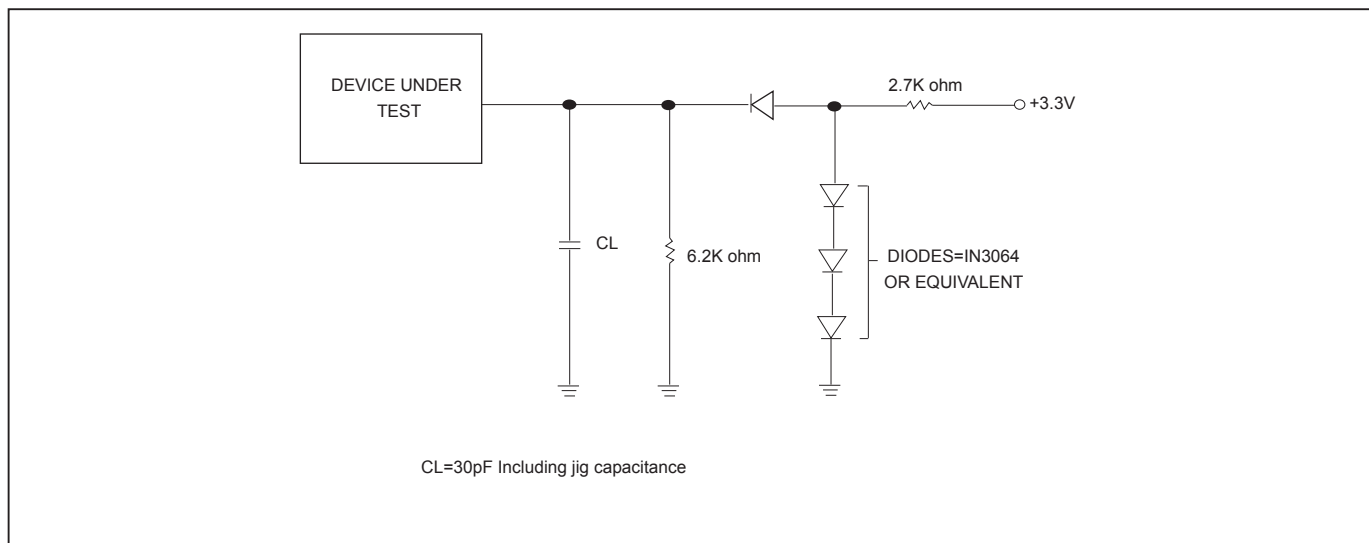 DEVICE UNDER
TEST
2.7K ohm
+3.3V
CL
6.2K ohm
DIODES=IN3064
OR EQUIVALENT
CL=30pF Including jig capacitance